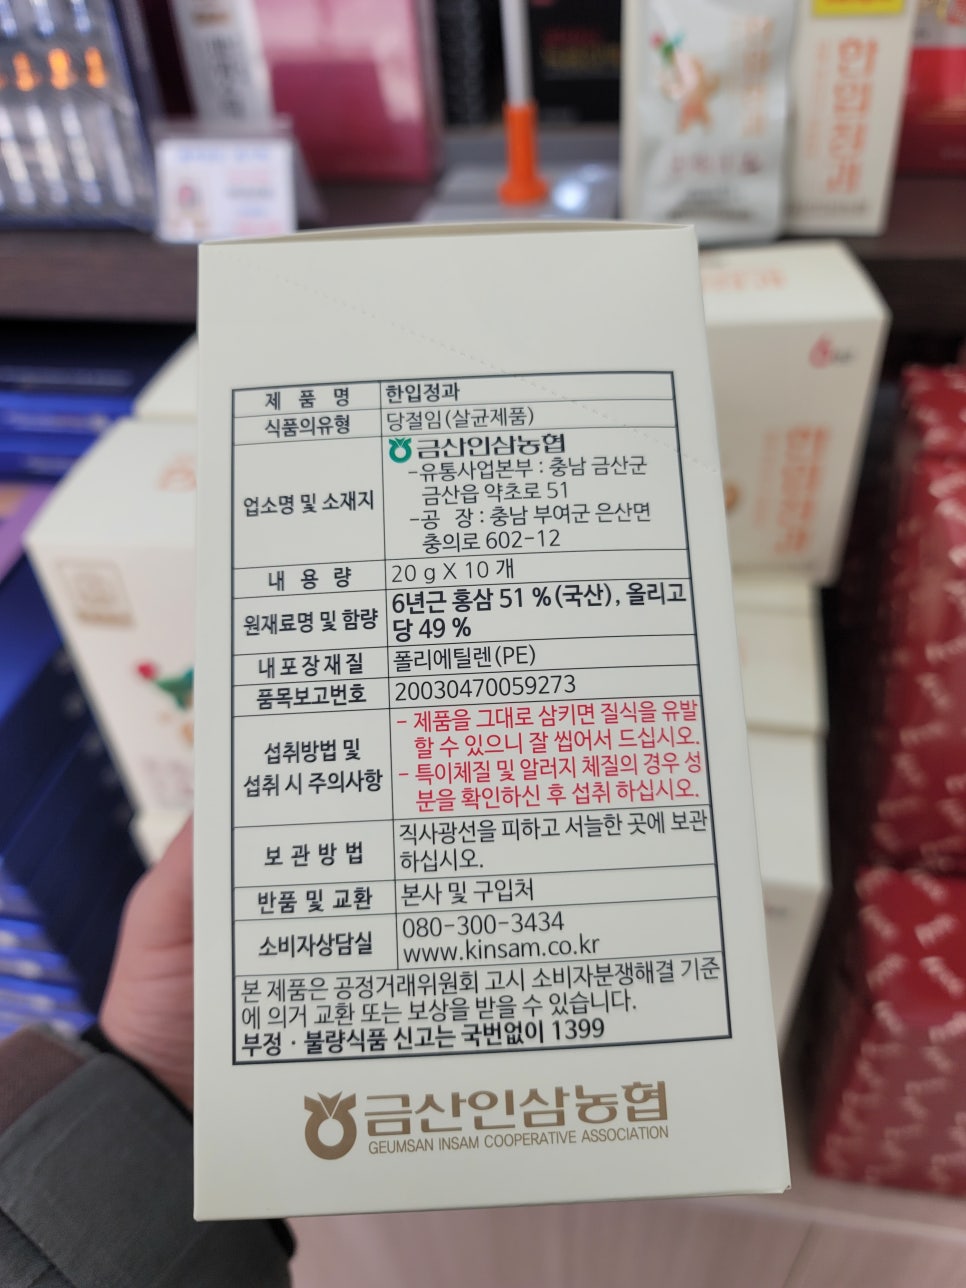 한입정과
6
제 품 명 한입정과
식품의유형 당절임(살균제품)
업소명 및 소재지 금산인삼농협
-유통사업본부 : 충남 금산군
금산읍 약초로 51
-공 장 : 충남 부여군 은산면
충의로 602-12
내 용 량 20 g X 10 개
원재료명 및 함량 6년근 홍삼 51 %(국산), 올리고
당 49 %
내포장재질 폴리에틸렌(PE)
품목보고번호 20030470059273
섭취방법 및
섭취 시 주의사항
- 제품을 그대로 삼키면 질식을 유발
할 수 있으니 잘 씹어서 드십시오.
- 특이체질 및 알러지 체질의 경우 성
분을 확인하신 후 섭취 하십시오.
보 관 방 법 직사광선을 피하고 서늘한 곳에 보관
하십시오.
반품 및 교환 본사 및 구입처
소비자상담실 080-300-3434
www.kinsam.co.kr
본 제품은 공정거래위원회 고시 소비자분쟁해결 기준
에 의거 교환 또는 보상을 받을 수 있습니다.
부정 · 불량식품 신고는 국번없이 1399
금산인삼농협
GEUMSAN INSAM COOPERATIVE ASSOCIATION